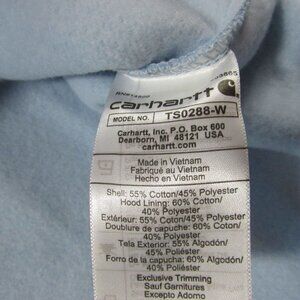 carhartt
MODEL NO. TS0288-W
Carhartt, Inc. P.O. Box 600
Dearborn, MI 48121 USA
carhartt.com
Made in Vietnam
Fabriqué au Vietnam
Hecho en Vietnam
Shell: 55% Cotton/45% Polyester
Hood Lining: 60% Cotton/
40% Polyester
Extérieur: 55% Coton/45% Polyester
Doublure de capuche: 60% Coton/
40% Polyester
Tela Exterior: 55% Algodón/
45% Poliéster
Forro de la capucha: 60% Algodón/
40% Poliéster
Exclusive Trimming
Sauf Garnitures
Excepto Adorno